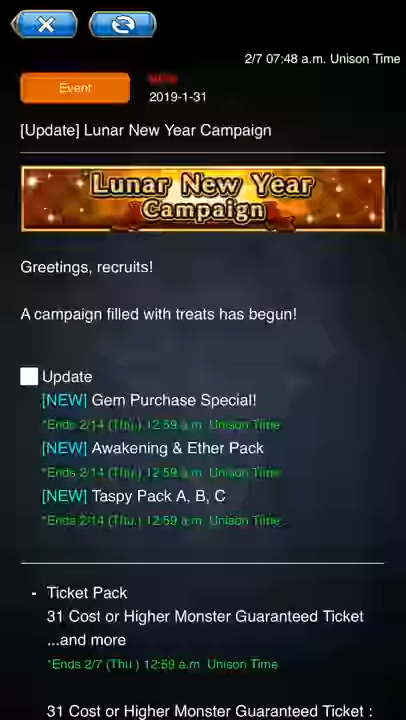 2/7 07:48 a.m. Unison Time
Event
NEW
2019-1-31
[Update] Lunar New Year Campaign
Lunar New Year
Campaign
Greetings, recruits!
A campaign filled with treats has begun!
Update
[NEW] Gem Purchase Special!
*Ends 2/14 (Thu.) 12:59 a.m. Unison Time
[NEW] Awakening & Ether Pack
*Ends 2/14 (Thu.) 12:59 a.m. Unison Time
[NEW] Taspy Pack A, B, C
*Ends 2/14 (Thu.) 12:59 a.m. Unison Time
- Ticket Pack
31 Cost or Higher Monster Guaranteed Ticket
...and more
*Ends 2/7 (Thu.) 12:59 a.m. Unison Time
31 Cost or Higher Monster Guaranteed Ticket :